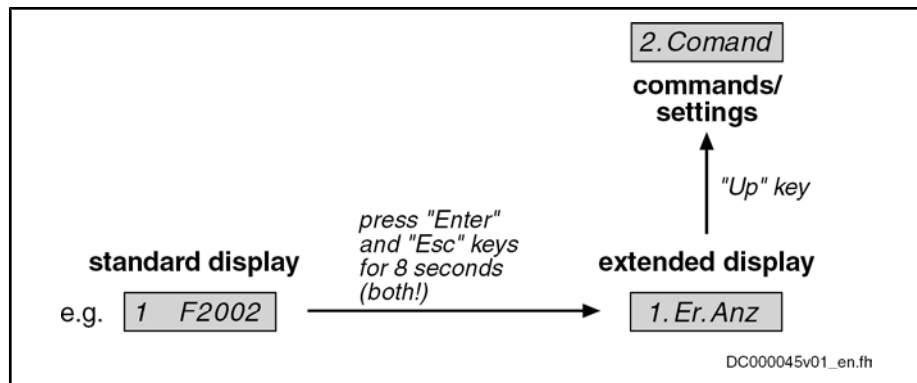 2. Comand
commands/
settings
"Up" key
press "Enter"
and "Esc" keys
for 8 seconds
(both!)
standard display
extended display
e.g. 1 F2002
1. Er. Anz
DC000045v01_en.fh